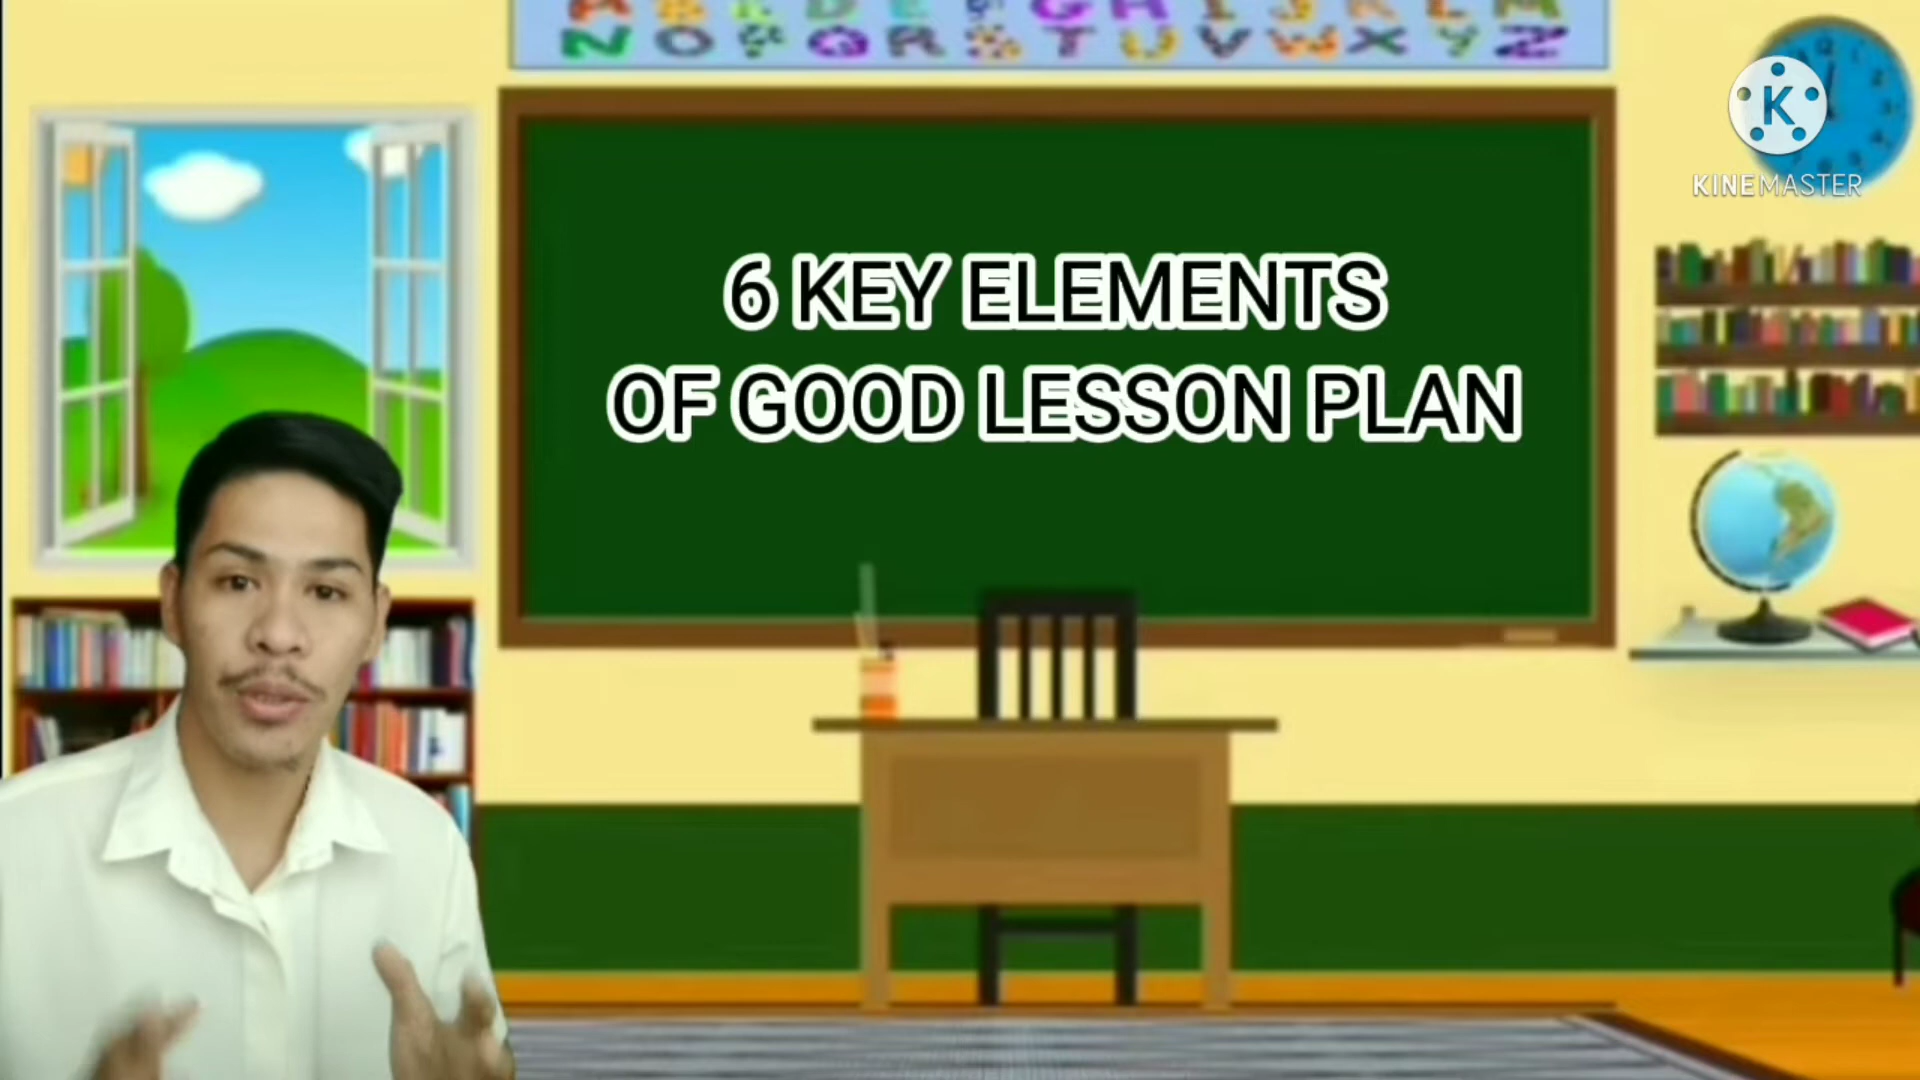 A B C D E F G H I J K L M
N O P Q R S T U V W X Y Z
K
KINEMASTER
6 KEY ELEMENTS
OF GOOD LESSON PLAN